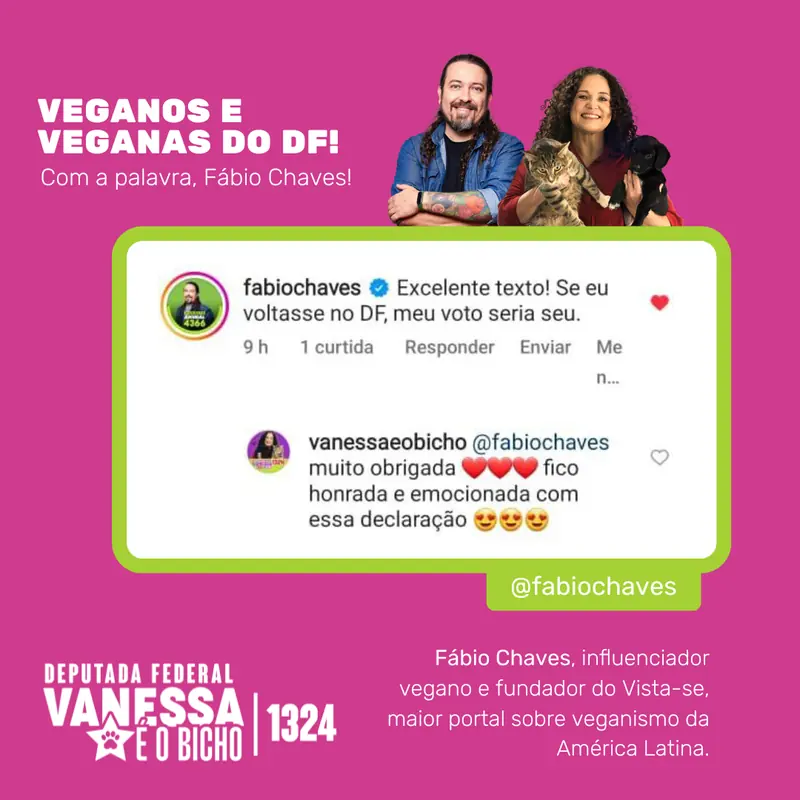 VEGANOS E
VEGANAS DO DF!
Com a palavra, Fábio Chaves!
fabiochaves Excelente texto! Se eu
voltasse no DF, meu voto seria seu.
9 h 1 curtida Responder Enviar Me
n...
4366
vanessaeobicho @fabiochaves
muito obrigada ❤️❤️❤️ fico
honrada e emocionada com
essa declaração 😍😍😍
@fabiochaves
Fábio Chaves, influenciador
vegano e fundador do Vista-se,
maior portal sobre veganismo da
América Latina.
DEPUTADA FEDERAL
VANESSA
É O BICHO
1324